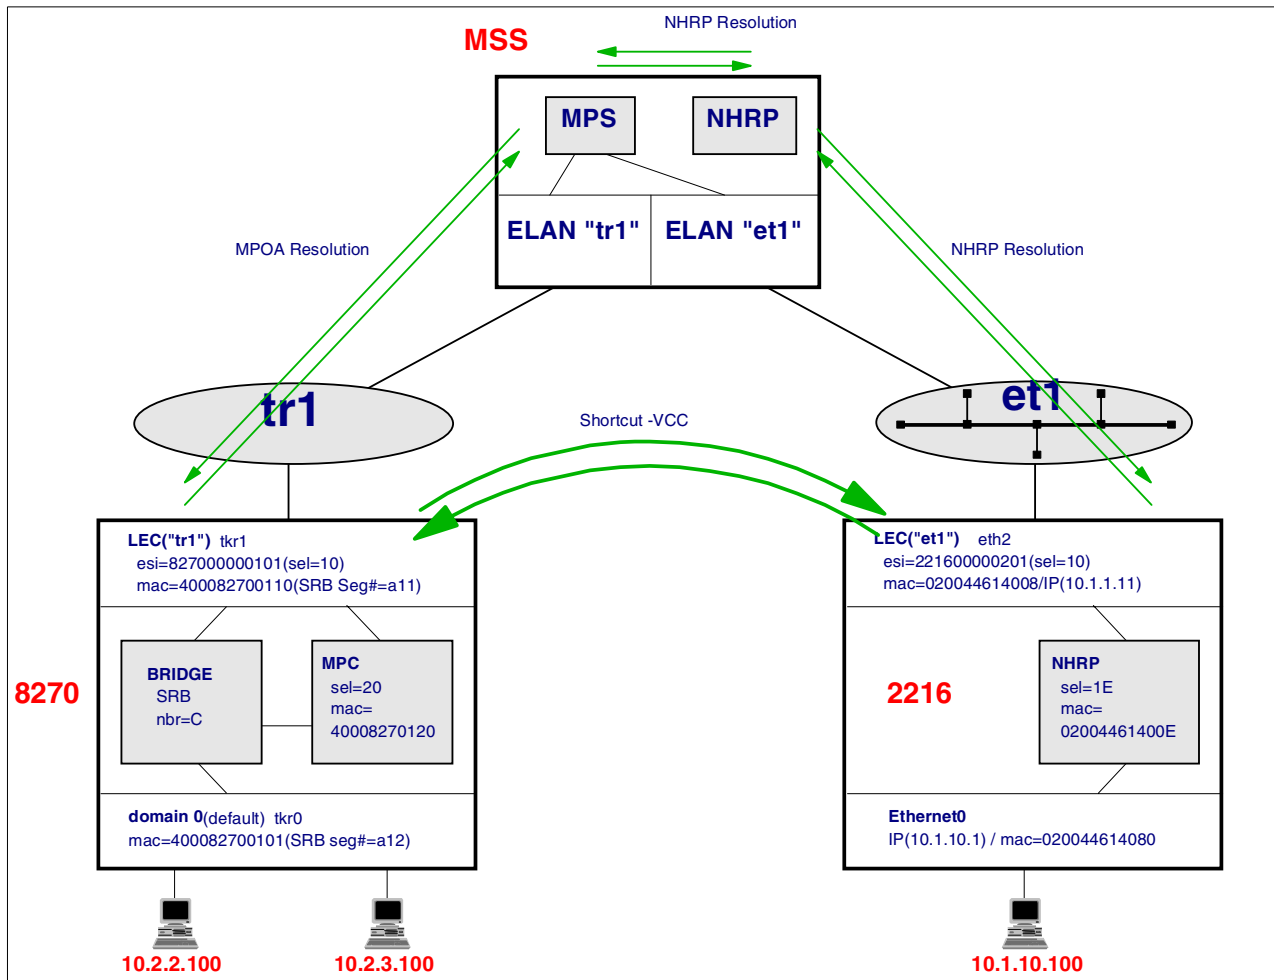 NHRP Resolution
MSS
MPS
NHRP
ELAN "tr1"
ELAN "et1"
MPOA Resolution
NHRP Resolution
tr1
et1
Shortcut -VCC
LEC("tr1") tkr1
esi=827000000101(sel=10)
mac=400082700110(SRB Seg#=a11)
BRIDGE
SRB
nbr=C
MPC
sel=20
mac=
40008270120
8270
domain 0(default) tkr0
mac=400082700101(SRB seg#=a12)
10.2.2.100
10.2.3.100
LEC("et1") eth2
esi=221600000201(sel=10)
mac=020044614008/IP(10.1.1.11)
2216
NHRP
sel=1E
mac=
02004461400E
Ethernet0
IP(10.1.10.1) / mac=020044614080
10.1.10.100